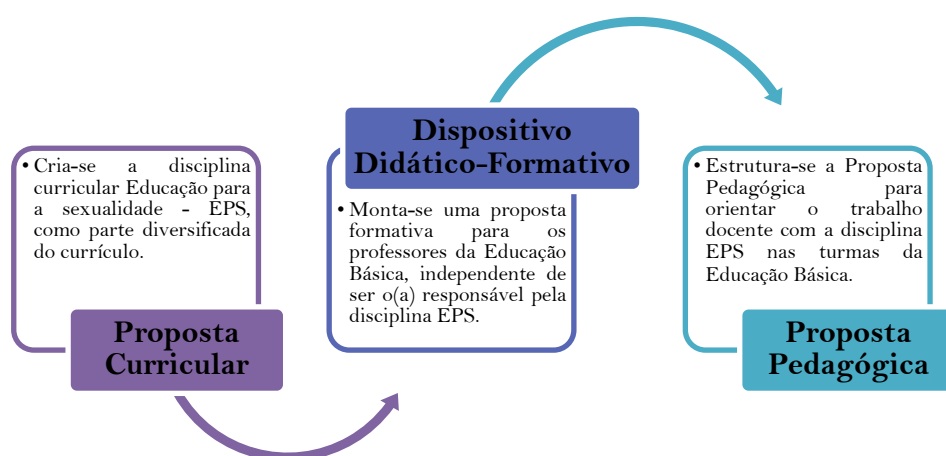 • Cria-se a disciplina
curricular Educação para
a sexualidade - EPS,
como parte diversificada
do currículo.
Proposta
Curricular
Dispositivo
Didático-Formativo
• Monta-se uma proposta
formativa para os
professores da Educação
Básica, independente de
ser o(a) responsável pela
disciplina EPS.
• Estrutura-se a Proposta
Pedagógica para
orientar o trabalho
docente com a disciplina
EPS nas turmas da
Educação Básica.
Proposta
Pedagógica